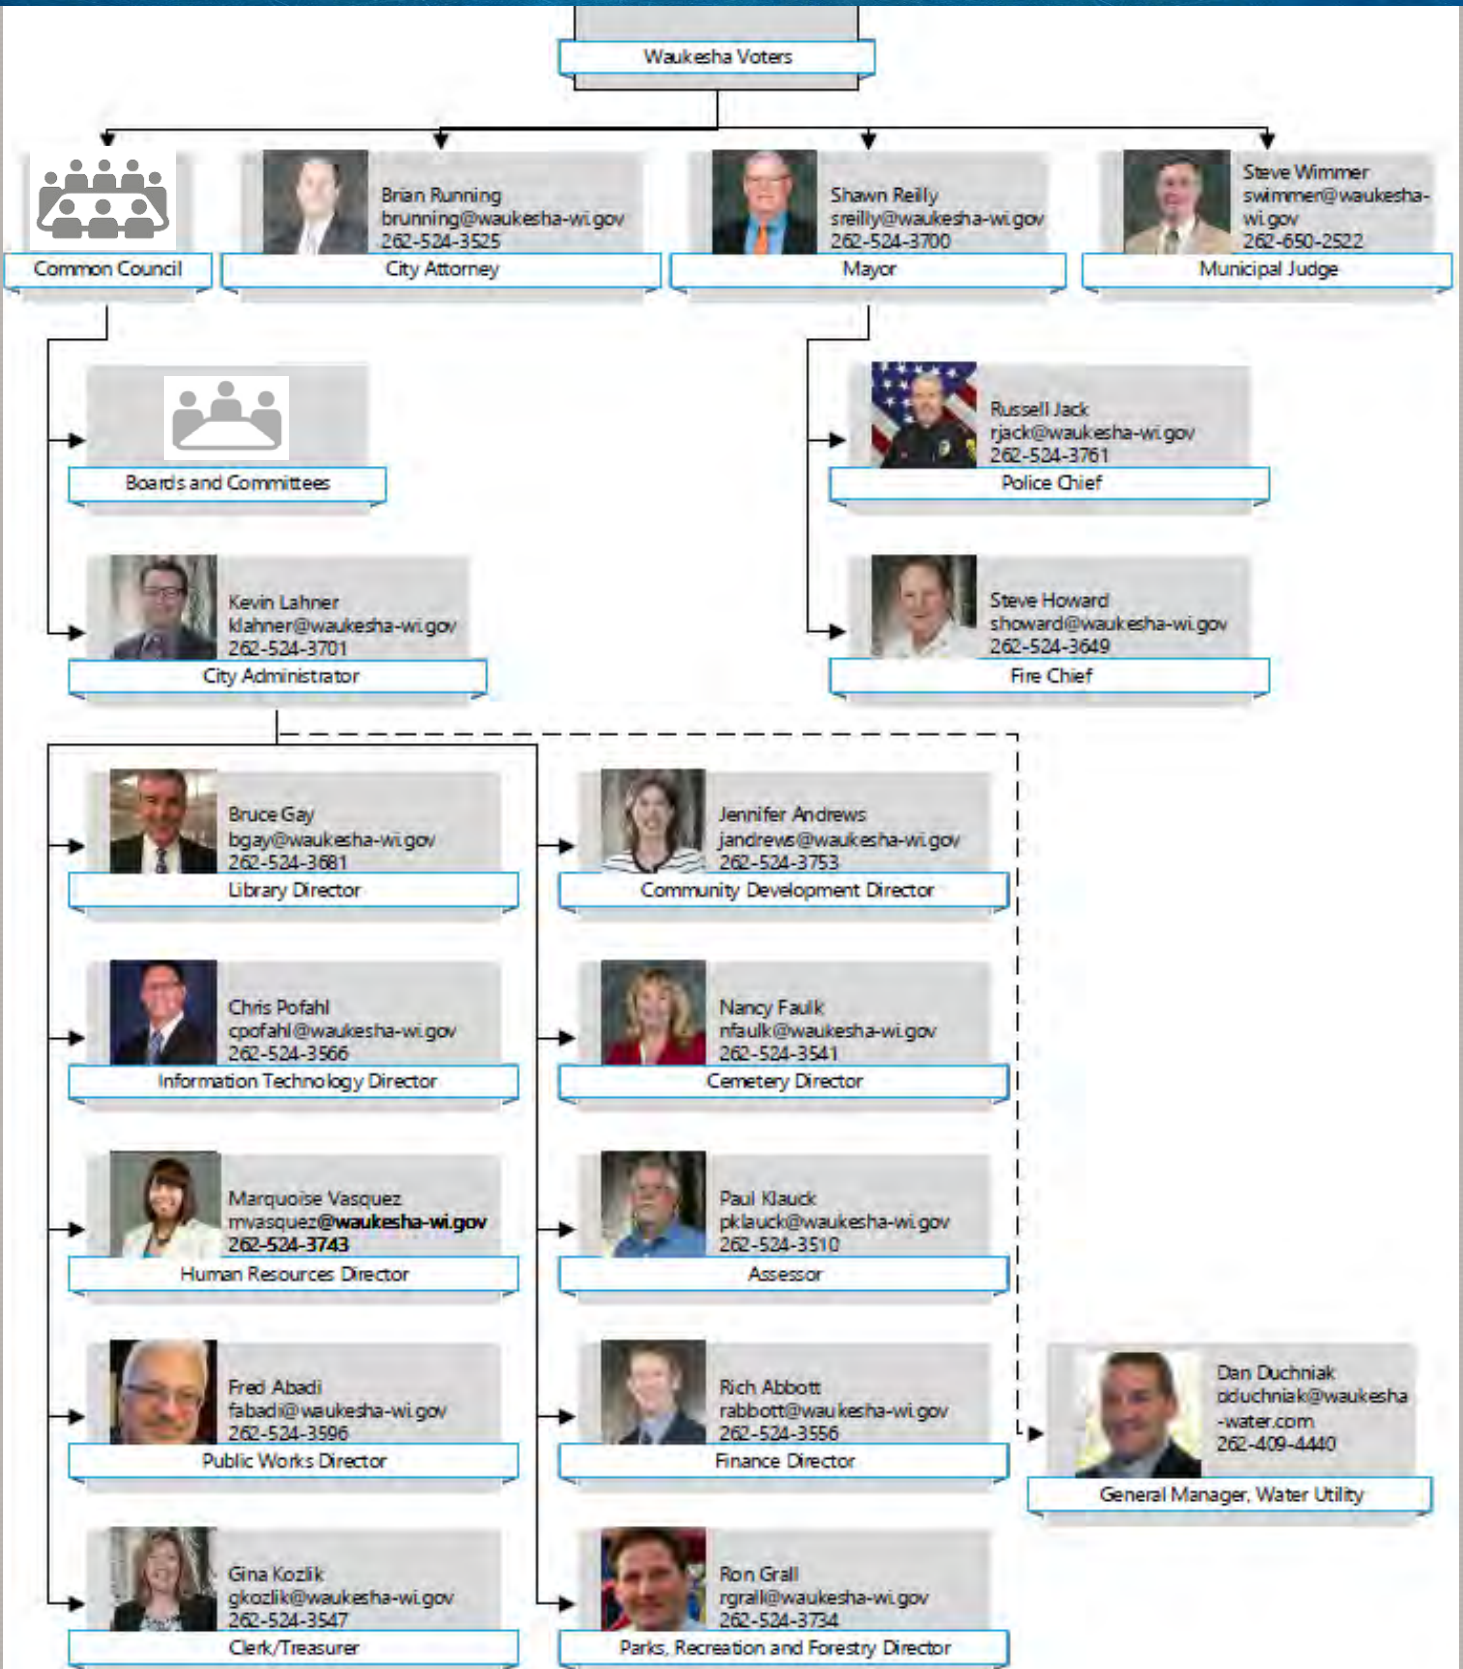 Waukesha Voters
Common Council
Brian Running
brunning@waukesha-wi.gov
262-524-3525
City Attorney
Shawn Reilly
sreilly@waukesha-wi.gov
262-524-3700
Mayor
Steve Wimmer
swimmer@waukesha-
wi.gov
262-650-2522
Municipal Judge
Boards and Committees
Russell Jack
rjack@waukesha-wi.gov
262-524-3761
Police Chief
Kevin Lahner
klahner@waukesha-wi.gov
262-524-3701
City Administrator
Steve Howard
showard@waukesha-wi.gov
262-524-3649
Fire Chief
Bruce Gay
bgay@waukesha-wi.gov
262-524-3681
Library Director
Jennifer Andrews
jandrews@waukesha-wi.gov
262-524-3753
Community Development Director
Chris Pofahl
cpofahl@waukesha-wi.gov
262-524-3566
Information Technology Director
Nancy Faulk
nfaulk@waukesha-wi.gov
262-524-3541
Cemetery Director
Marquoise Vasquez
mvasquez@waukesha-wi.gov
262-524-3743
Human Resources Director
Paul Klauck
pklauck@waukesha-wi.gov
262-524-3510
Assessor
Fred Abadi
fabadi@waukesha-wi.gov
262-524-3596
Public Works Director
Rich Abbott
rabbott@waukesha-wi.gov
262-524-3556
Finance Director
Dan Duchniak
dduchniak@waukesha
-water.com
262-409-4440
General Manager, Water Utility
Gina Kozlik
gkozlik@waukesha-wi.gov
262-524-3547
Clerk/Treasurer
Ron Grall
rgrall@waukesha-wi.gov
262-524-3734
Parks, Recreation and Forestry Director